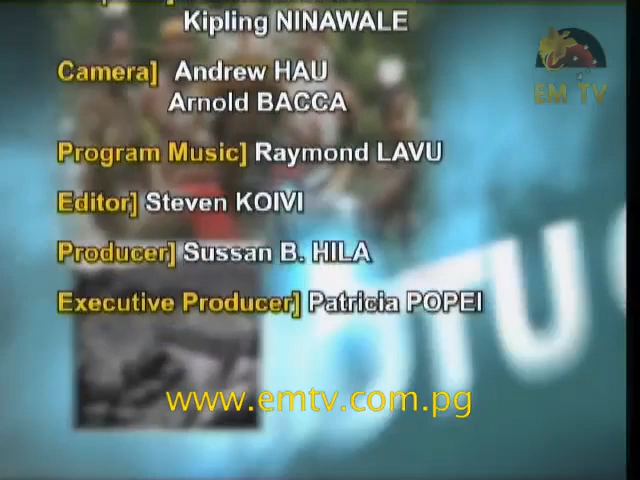 Kipling NINAWALE
EM TV
Camera] Andrew HAU
Arnold BACCA
Program Music] Raymond LAVU
Editor] Steven KOIVI
Producer] Sussan B. HILA
Executive Producer] Patricia POPEI
OTU
www.emtv.com.pg